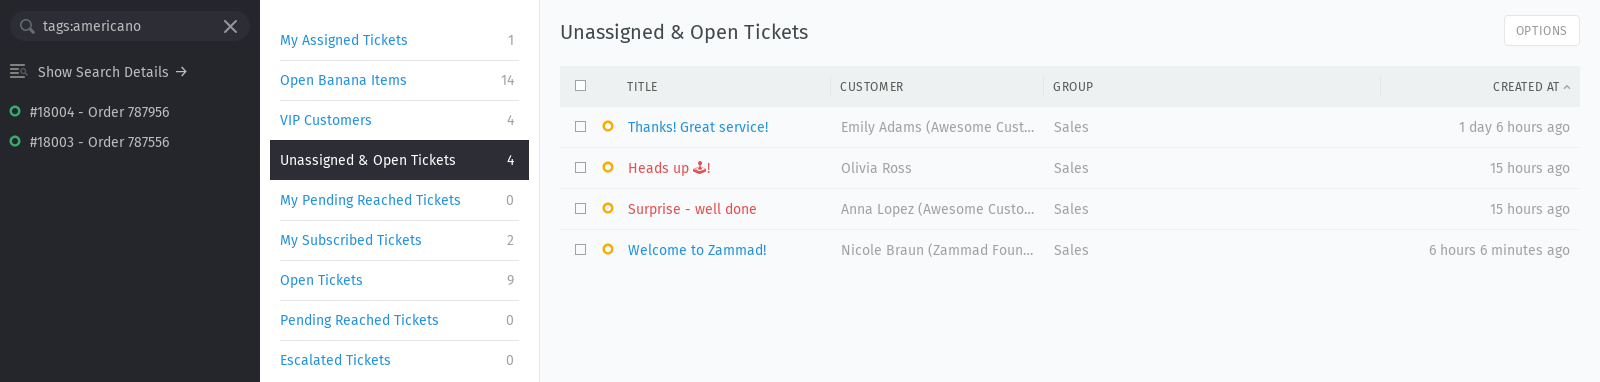 tags:americano
Show Search Details →
#18004 - Order 787956
#18003 - Order 787556
My Assigned Tickets 1
Open Banana Items 14
VIP Customers 4
Unassigned & Open Tickets 4
My Pending Reached Tickets 0
My Subscribed Tickets 2
Open Tickets 9
Pending Reached Tickets 0
Escalated Tickets 0
Unassigned & Open Tickets
OPTIONS
TITLE CUSTOMER GROUP CREATED AT
Thanks! Great service! Emily Adams (Awesome Cust... Sales 1 day 6 hours ago
Heads up 🕹! Olivia Ross Sales 15 hours ago
Surprise - well done Anna Lopez (Awesome Custo... Sales 15 hours ago
Welcome to Zammad! Nicole Braun (Zammad Foun... Sales 6 hours 6 minutes ago